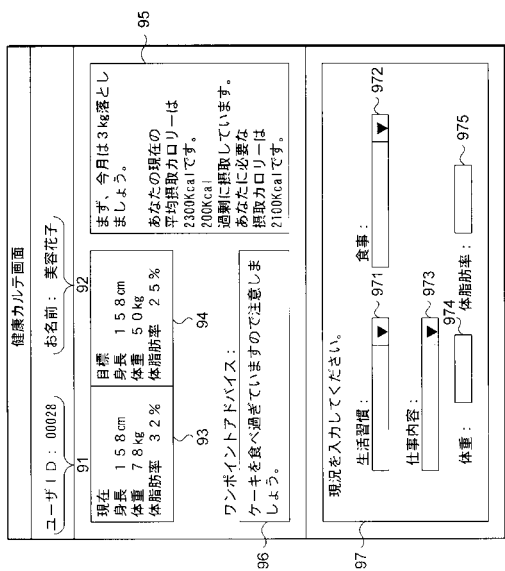 健康カルテ画面
ユーザID： 00028
お名前： 美容花子
91
92
現在
身長 158cm
体重 78kg
体脂肪率 32%
93
目標
身長 158cm
体重 50kg
体脂肪率 25%
94
まず、今月は3kg落とし
ましょう。
あなたの現在の
平均摂取カロリーは
2300Kcalです。
200Kcal
過剰に摂取しています。
あなたに必要な
摂取カロリーは
2100Kcalです。
95
ワンポイントアドバイス：
ケーキを食べ過ぎていますので注意しま
しょう。
96
現況を入力してください。
生活習慣：
971
食事：
972
仕事内容：
973
体重：
974
体脂肪率：
975
97